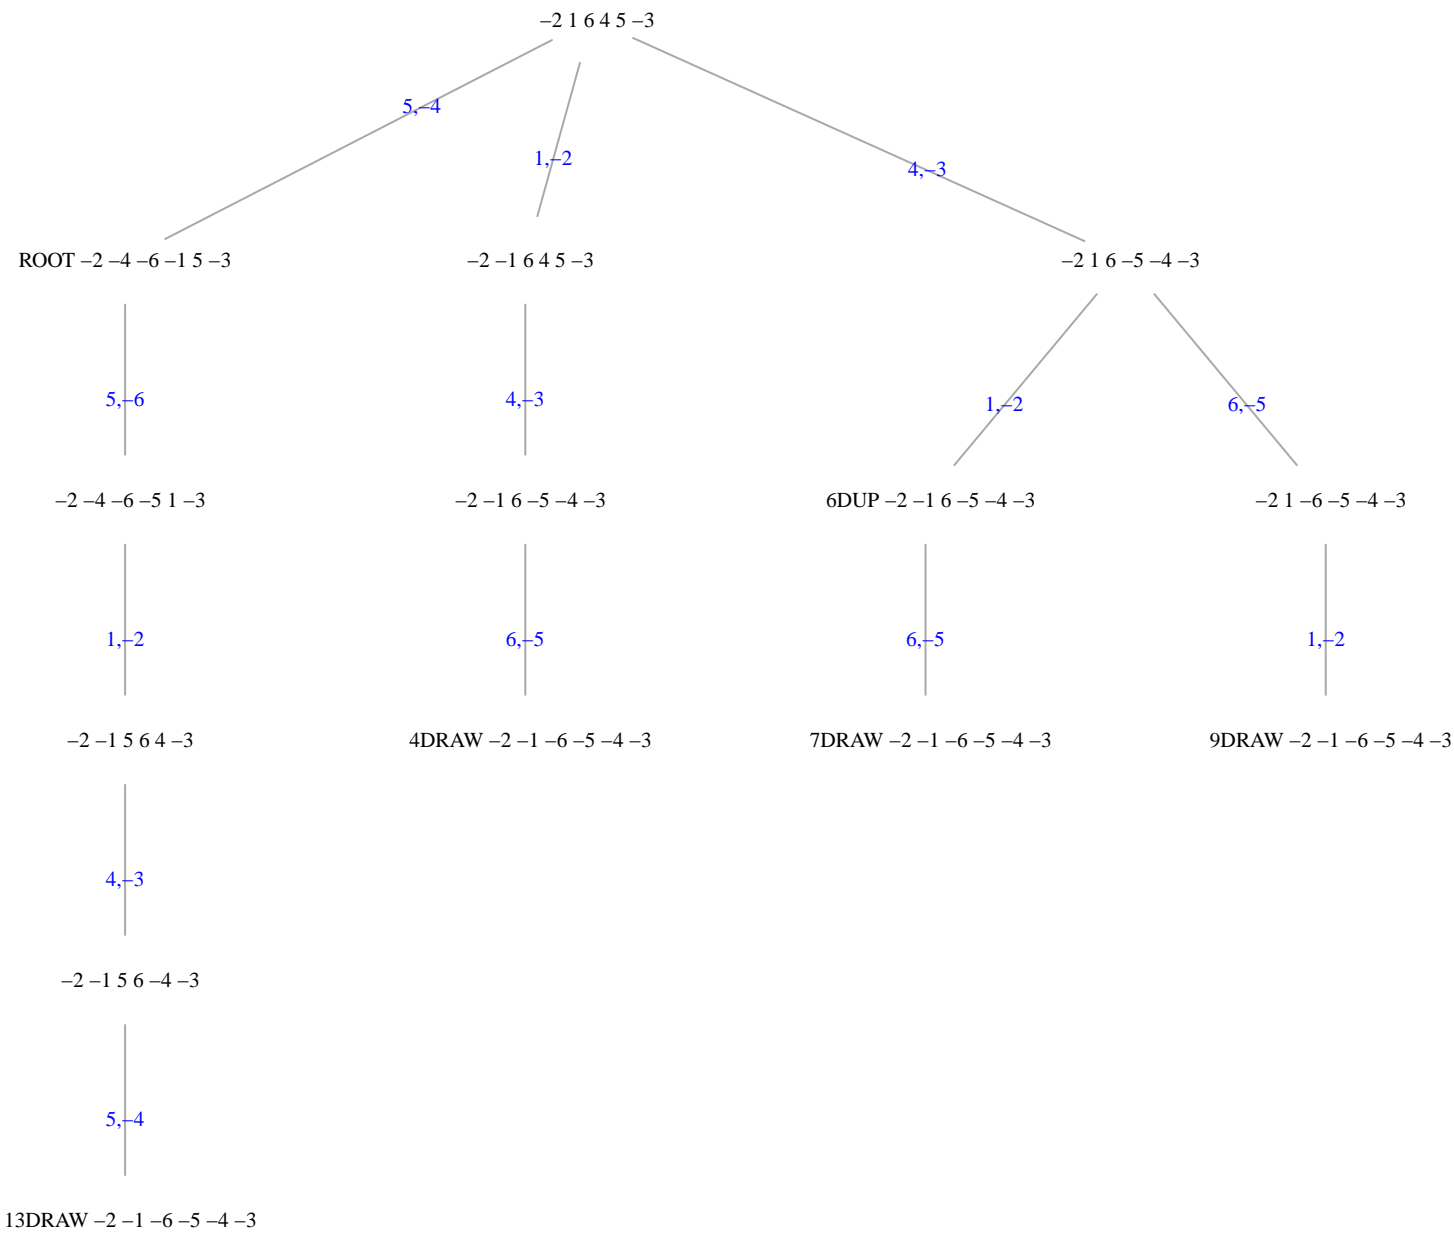 –2 1 6 4 5 –3
5,–4
1,–2
4,–3
ROOT –2 –4 –6 –1 5 –3
–2 –1 6 4 5 –3
–2 1 6 –5 –4 –3
5,–6
4,–3
1,–2
6,–5
–2 –4 –6 –5 1 –3
–2 –1 6 –5 –4 –3
6DUP –2 –1 6 –5 –4 –3
–2 1 –6 –5 –4 –3
1,–2
6,–5
6,–5
1,–2
–2 –1 5 6 4 –3
4DRAW –2 –1 –6 –5 –4 –3
7DRAW –2 –1 –6 –5 –4 –3
9DRAW –2 –1 –6 –5 –4 –3
4,–3
–2 –1 5 6 –4 –3
5,–4
13DRAW –2 –1 –6 –5 –4 –3